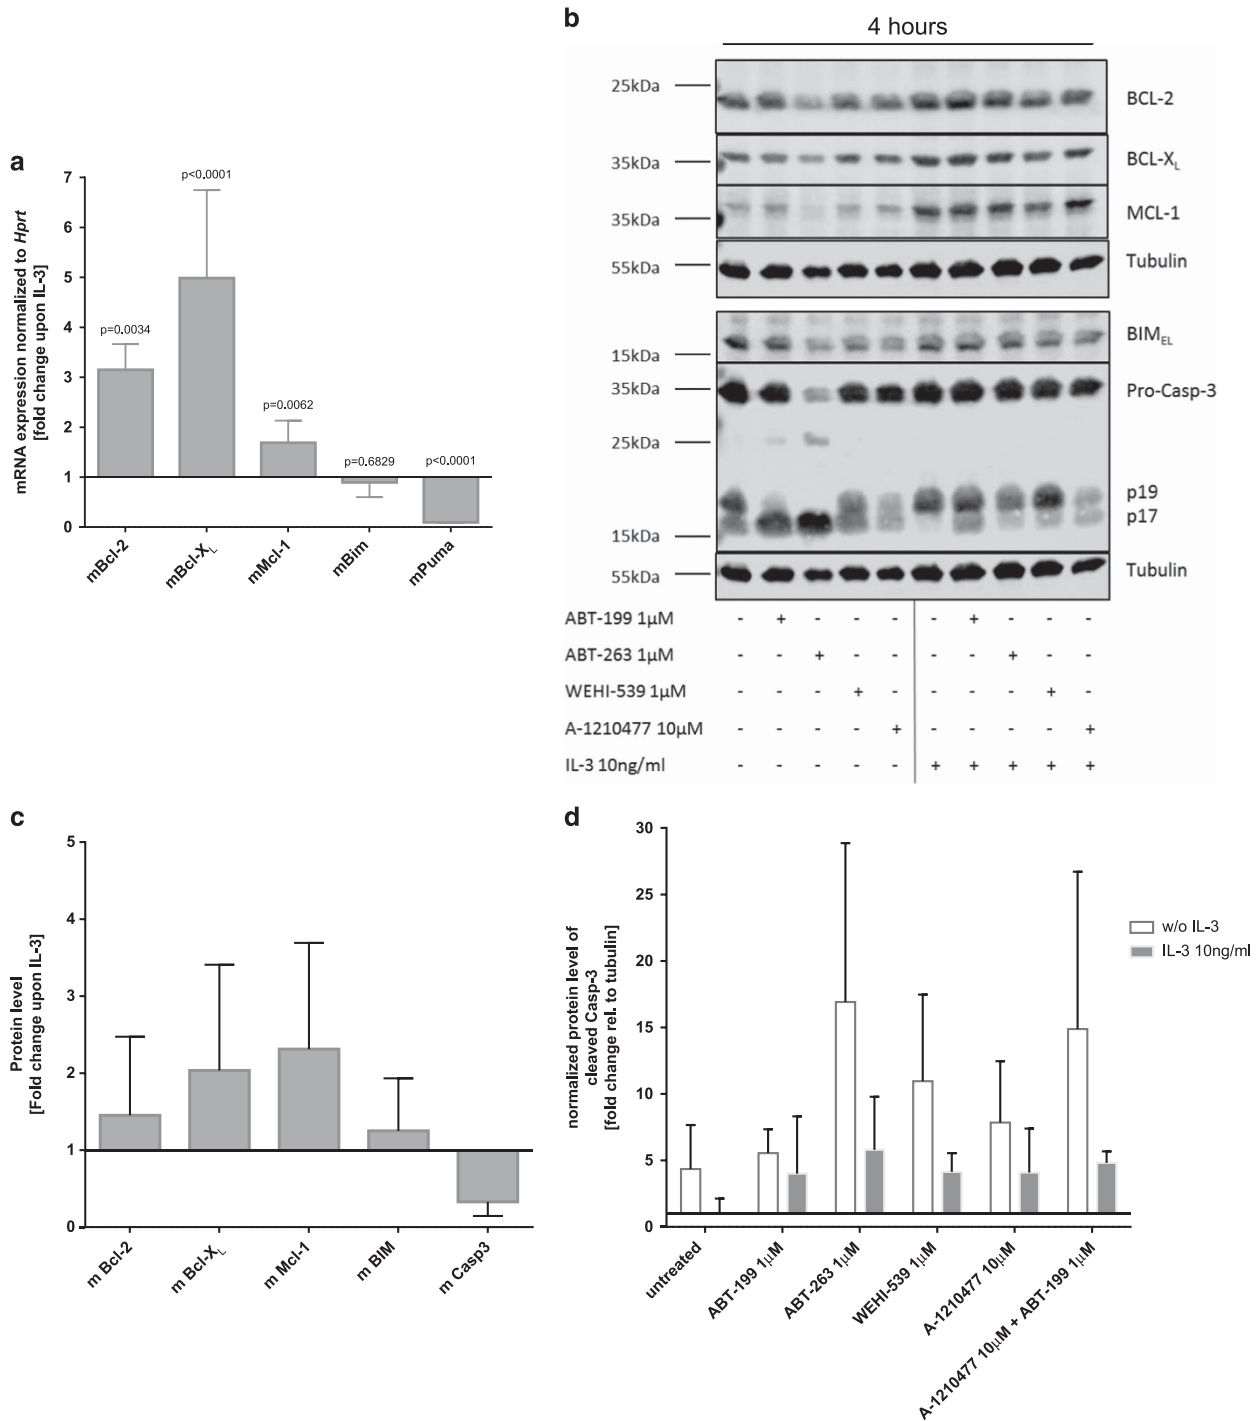 a
mRNA expression normalized to Hprt
[fold change upon IL-3]
7
6
5
4
3
2
1
0
p=0.0034
p<0.0001
p=0.0062
p=0.6829
p<0.0001
mBcl-2
mBcl-XL
mMcl-1
mBim
mPuma
b
4 hours
25kDa
BCL-2
35kDa
BCL-XL
35kDa
MCL-1
55kDa
Tubulin
15kDa
BIMEL
35kDa
Pro-Casp-3
25kDa
p19
p17
15kDa
55kDa
Tubulin
ABT-199 1µM - + - - - - + - - -
ABT-263 1µM - - + - - - - + - -
WEHI-539 1µM - - - + - - - - + -
A-1210477 10µM - - - - + - - - - +
IL-3 10ng/ml - - - - - + + + + +
c
Protein level
[Fold change upon IL-3]
5
4
3
2
1
0
m Bcl-2
m Bcl-XL
m Mcl-1
m BIM
m Casp3
d
normalized protein level of
cleaved Casp-3
[fold change rel. to tubulin]
30
25
20
15
10
5
0
w/o IL-3
IL-3 10ng/ml
untreated
ABT-199 1µM
ABT-263 1µM
WEHI-539 1µM
A-1210477 10µM
A-1210477 10µM + ABT-199 1µM